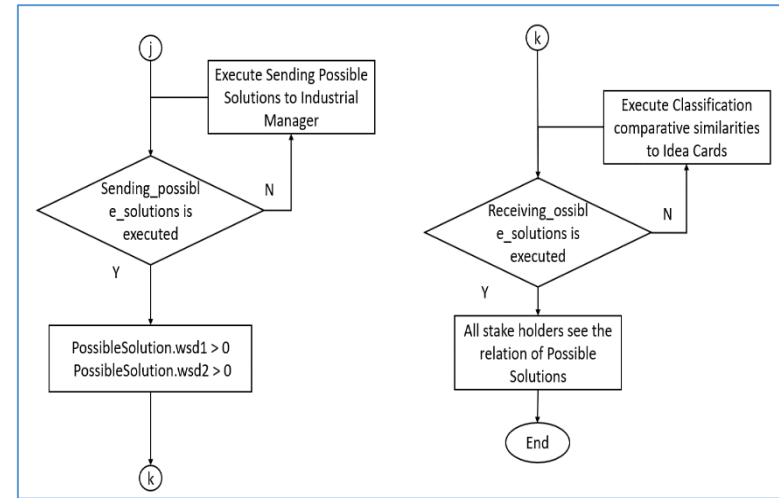 j
Execute Sending Possible
Solutions to Industrial
Manager
Sending_possibl
e_solutions is
executed
N
Y
PossibleSolution.wsd1 > 0
PossibleSolution.wsd2 > 0
k
k
Execute Classification
comparative similarities
to Idea Cards
Receiving_ossibl
e_solutions is
executed
N
Y
All stake holders see the
relation of Possible
Solutions
End